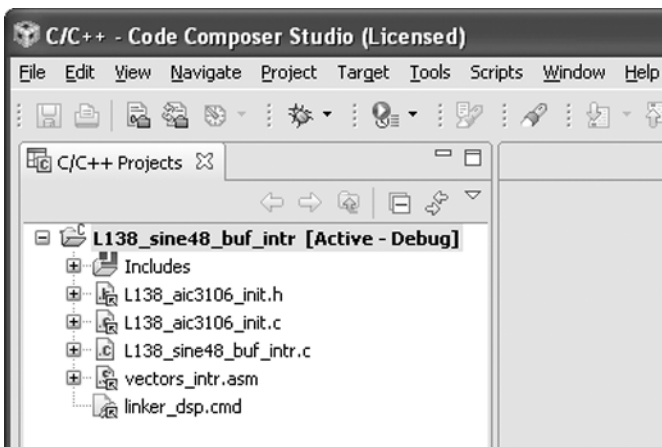 C/C++ - Code Composer Studio (Licensed)
File Edit View Navigate Project Target Tools Scripts Window Help
C/C++ Projects
L138_sine48_buf_intr [Active - Debug]
Includes
L138_aic3106_init.h
L138_aic3106_init.c
L138_sine48_buf_intr.c
vectors_intr.asm
linker_dsp.cmd